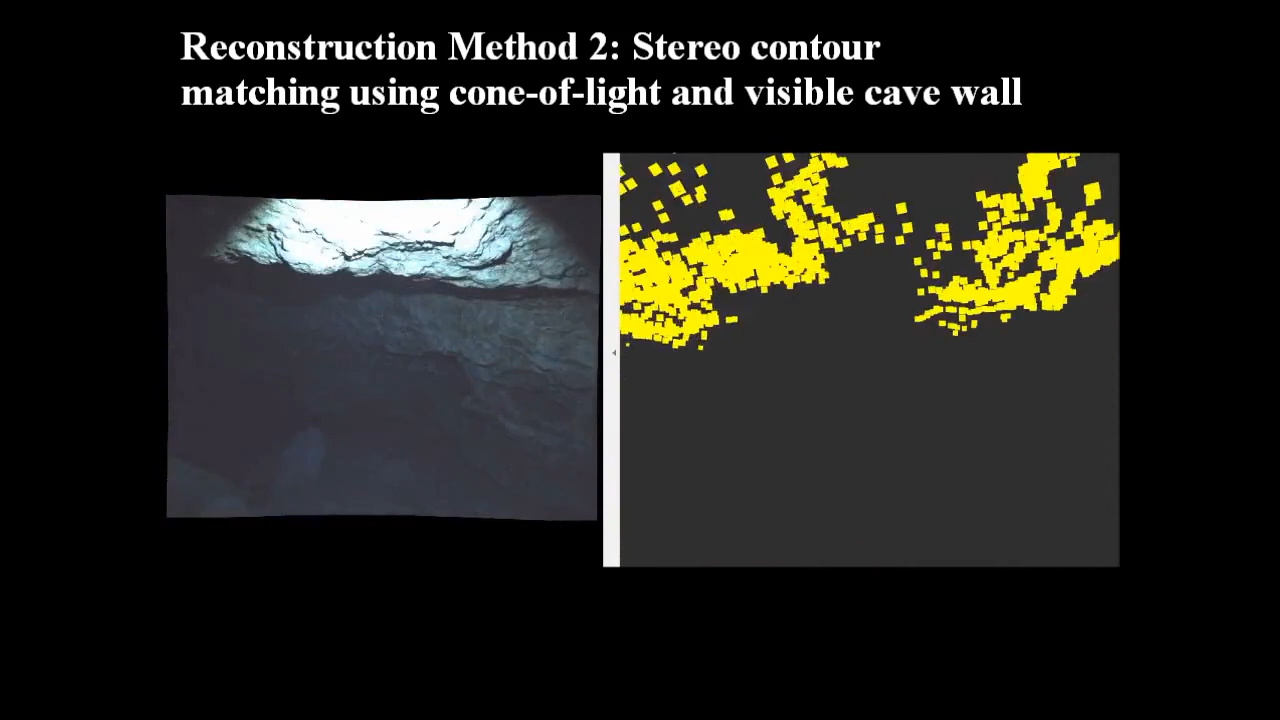 Reconstruction Method 2: Stereo contour
matching using cone-of-light and visible cave wall